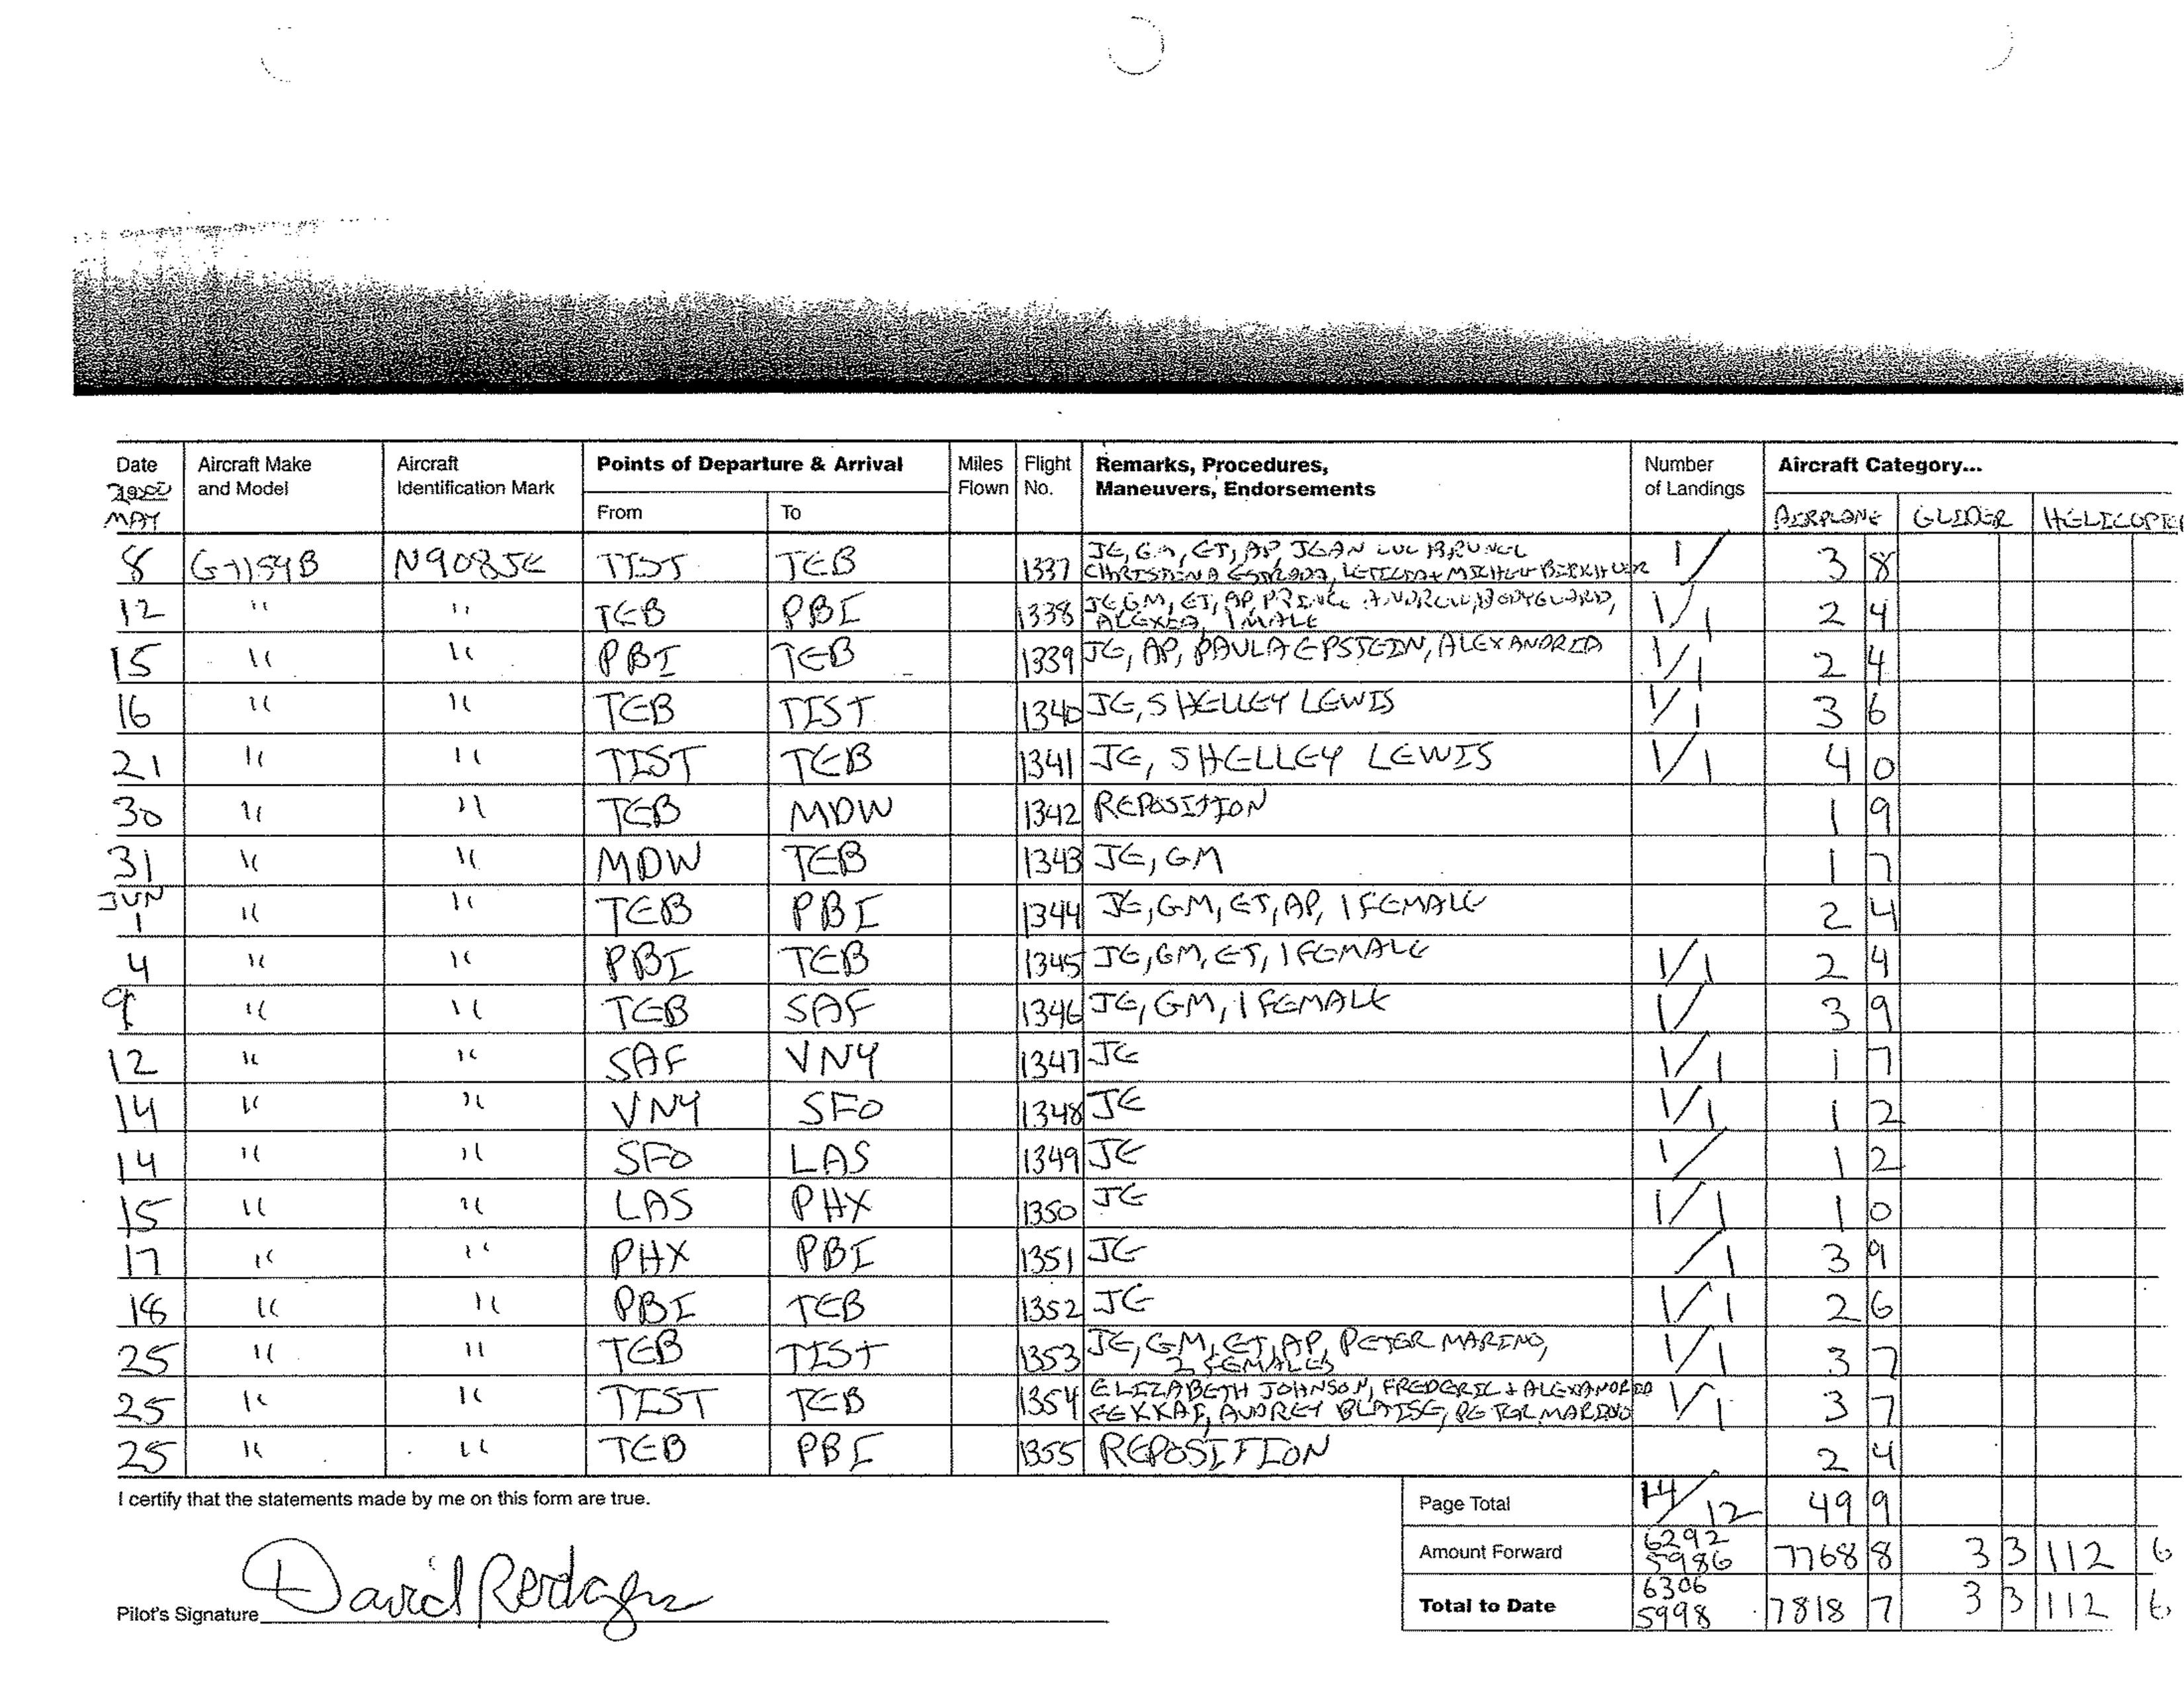 Date Aircraft Make Aircraft Points of Departure & Arrival Miles Flight Remarks, Procedures, Number Aircraft Category...
and Model Identification Mark Flown No. Maneuvers, Endorsements of Landings
MAY From To AIRPLANE GLIDER HELICOPTER
8 G-1159B N908JE TIST TEB 1337 JE, GM, ET, AP, JEAN LUC BRUNEL 1/ 3 8
CHRISTINA ESTRADA, LETICIA + MICHELE BIRKHUER
12 " " TEB PBI 1338 JE, GM, ET, AP, PRINCE ANDREW, BODYGUARD, 1/1 2 4
ALEXIA, 1 MALE
15 " " PBI TEB 1339 JE, AP, PAULA EPSTEIN, ALEXANDRIA 1/1 2 4
16 " " TEB TIST 1340 JE, SHELLEY LEWIS 1/1 3 6
21 " " TIST TEB 1341 JE, SHELLEY LEWIS 1/1 4 0
30 " " TEB MDW 1342 REPOSITION 1 9
31 " " MDW TEB 1343 JE, GM 1 7
JUN
1 " " TEB PBI 1344 JE, GM, ET, AP, 1 FEMALE 2 4
4 " " PBI TEB 1345 JE, GM, ET, 1 FEMALE 1/1 2 4
9 " " TEB SAF 1346 JE, GM, 1 FEMALE 1/ 3 9
12 " " SAF VNY 1347 JE 1/1 1 7
14 " " VNY SFO 1348 JE 1/1 1 2
14 " " SFO LAS 1349 JE 1/ 1 2
15 " " LAS PHX 1350 JE 1/1 1 0
17 " " PHX PBI 1351 JE /1 3 9
18 " " PBI TEB 1352 JE 1/1 2 6
25 " " TEB TIST 1353 JE, GM, ET, AP, PETER MARINO, 1/1 3 7
2 FEMALES
25 " " TIST TEB 1354 ELIZABETH JOHNSON, FREDERIC + ALEXANDRIA 1/1 3 7
FEKKAI, AUDREY BLAISE, PETER MARINO
25 " " TEB PBI 1355 REPOSITION 2 4
I certify that the statements made by me on this form are true. Page Total 14/12 49 9
Amount Forward 6292 5986 7768 8 3 3 112 6
Pilot's Signature David Rodgers Total to Date 6306 5998 7818 7 3 3 112 6